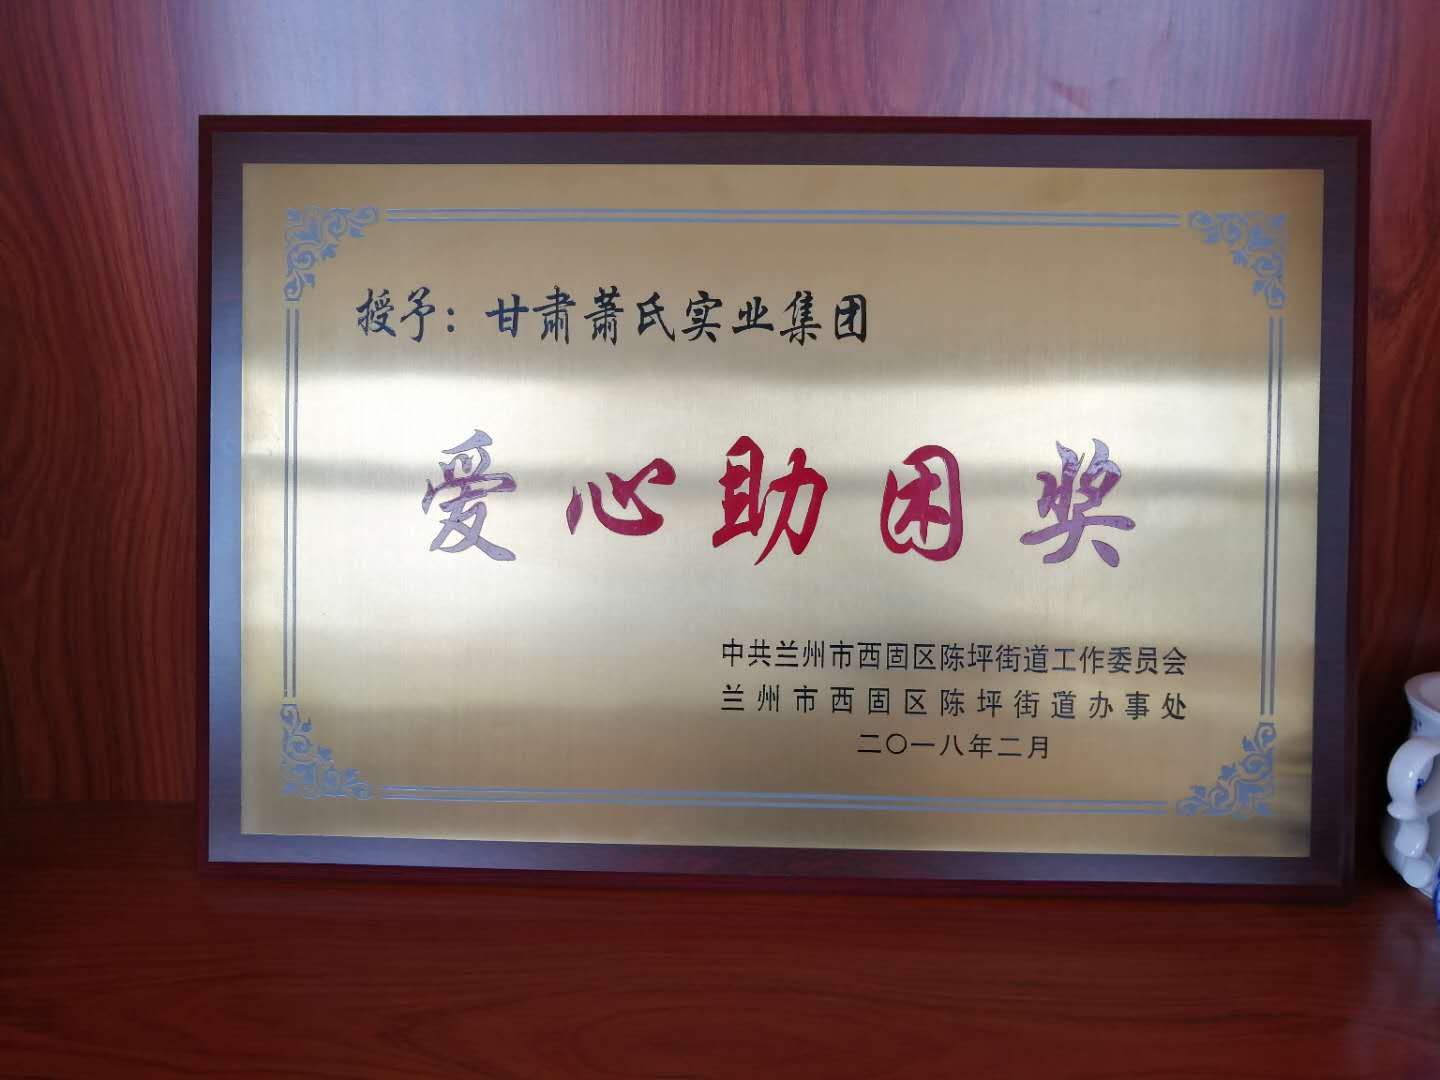 授予：甘肃萧氏实业集团
爱心助困奖
中共兰州市西固区陈坪街道工作委员会
兰州市西固区陈坪街道办事处
二〇一八年二月